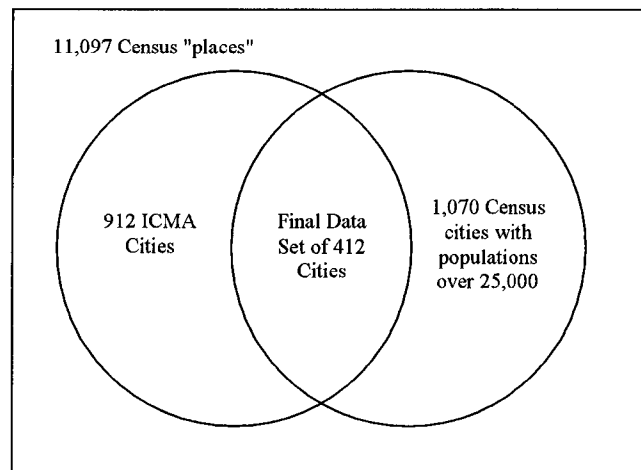 11,097 Census "places"
912 ICMA
Cities
Final Data
Set of 412
Cities
1,070 Census
cities with
populations
over 25,000